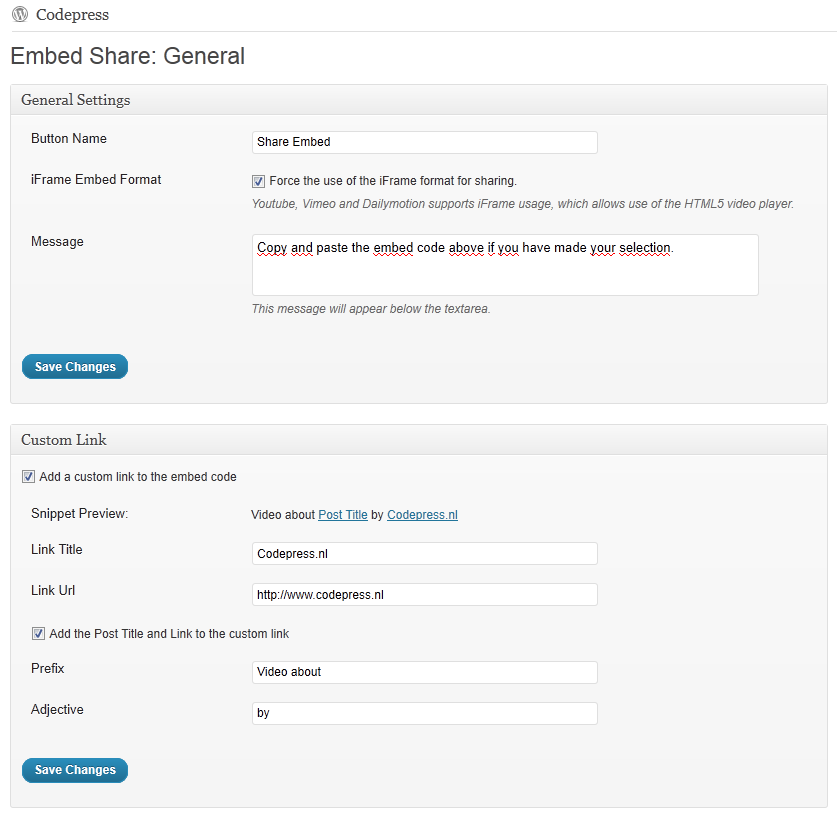 Codepress
Embed Share: General
General Settings
Button Name
Share Embed
iFrame Embed Format
Force the use of the iFrame format for sharing.
Youtube, Vimeo and Dailymotion supports iFrame usage, which allows use of the HTML5 video player.
Message
Copy and paste the embed code above if you have made your selection.
This message will appear below the textarea.
Save Changes
Custom Link
Add a custom link to the embed code
Snippet Preview:
Video about Post Title by Codepress.nl
Link Title
Codepress.nl
Link Url
http://www.codepress.nl
Add the Post Title and Link to the custom link
Prefix
Video about
Adjective
by
Save Changes